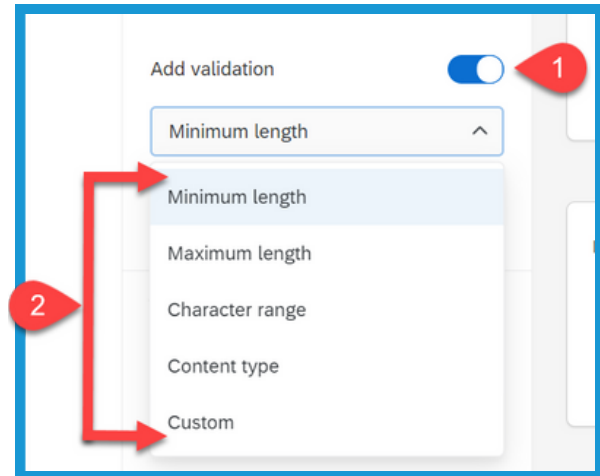 Add validation
1
Minimum length
Minimum length
Maximum length
2
Character range
Content type
Custom